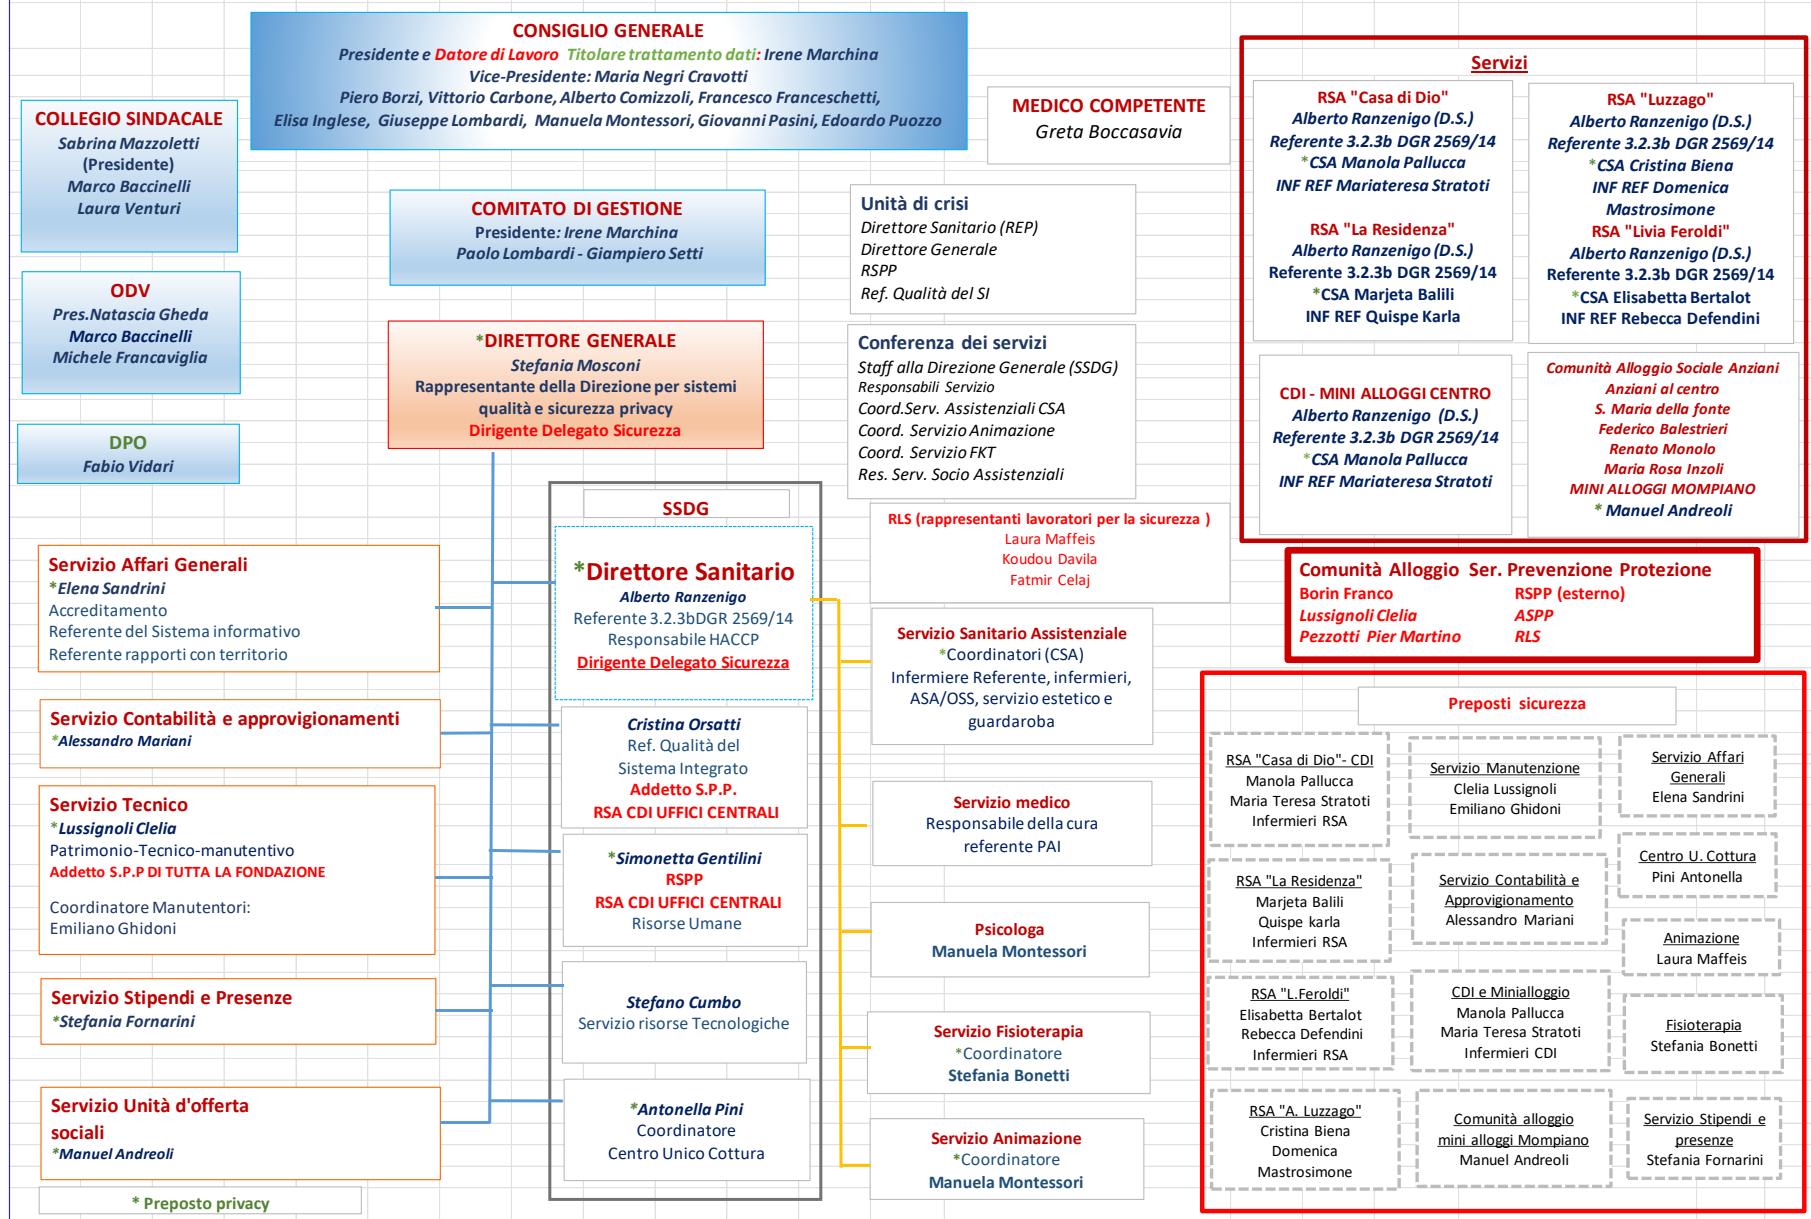 CONSIGLIO GENERALE
Presidente e Datore di Lavoro Titolare trattamento dati: Irene Marchina
Vice-Presidente: Maria Negri Cravotti
Piero Borzi, Vittorio Carbone, Alberto Comizzoli, Francesco Franceschetti,
Elisa Inglese, Giuseppe Lombardi, Manuela Montessori, Giovanni Pasini, Edoardo Puozzo
COLLEGIO SINDACALE
Sabrina Mazzoletti
(Presidente)
Marco Baccinelli
Laura Venturi
MEDICO COMPETENTE
Greta Boccasavia
COMITATO DI GESTIONE
Presidente: Irene Marchina
Paolo Lombardi - Giampiero Setti
Unità di crisi
Direttore Sanitario (REP)
Direttore Generale
RSPP
Ref. Qualità del SI
ODV
Pres.Natascia Gheda
Marco Baccinelli
Michele Francaviglia
*DIRETTORE GENERALE
Stefania Mosconi
Rappresentante della Direzione per sistemi
qualità e sicurezza privacy
Dirigente Delegato Sicurezza
Conferenza dei servizi
Staff alla Direzione Generale (SSDG)
Responsabili Servizio
Coord.Serv. Assistenziali CSA
Coord. Servizio Animazione
Coord. Servizio FKT
Res. Serv. Socio Assistenziali
DPO
Fabio Vidari
Servizio Affari Generali
*Elena Sandrini
Accreditamento
Referente del Sistema informativo
Referente rapporti con territorio
Servizio Contabilità e approvigionamenti
*Alessandro Mariani
Servizio Tecnico
*Lussignoli Clelia
Patrimonio-Tecnico-manutentivo
Addetto S.P.P DI TUTTA LA FONDAZIONE
Coordinatore Manutentori:
Emiliano Ghidoni
Servizio Stipendi e Presenze
*Stefania Fornarini
Servizio Unità d'offerta
sociali
*Manuel Andreoli
* Preposto privacy
SSDG
*Direttore Sanitario
Alberto Ranzenigo
Referente 3.2.3bDGR 2569/14
Responsabile HACCP
Dirigente Delegato Sicurezza
Cristina Orsatti
Ref. Qualità del
Sistema Integrato
Addetto S.P.P.
RSA CDI UFFICI CENTRALI
*Simonetta Gentilini
RSPP
RSA CDI UFFICI CENTRALI
Risorse Umane
Stefano Cumbo
Servizio risorse Tecnologiche
*Antonella Pini
Coordinatore
Centro Unico Cottura
RLS (rappresentanti lavoratori per la sicurezza )
Laura Maffeis
Koudou Davila
Fatmir Celaj
Servizio Sanitario Assistenziale
*Coordinatori (CSA)
Infermiere Referente, infermieri,
ASA/OSS, servizio estetico e
guardaroba
Servizio medico
Responsabile della cura
referente PAI
Psicologa
Manuela Montessori
Servizio Fisioterapia
*Coordinatore
Stefania Bonetti
Servizio Animazione
*Coordinatore
Manuela Montessori
Servizi
RSA "Casa di Dio"
Alberto Ranzenigo (D.S.)
Referente 3.2.3b DGR 2569/14
*CSA Manola Pallucca
INF REF Mariateresa Stratoti
RSA "La Residenza"
Alberto Ranzenigo (D.S.)
Referente 3.2.3b DGR 2569/14
*CSA Marjeta Balili
INF REF Quispe Karla
RSA "Luzzago"
Alberto Ranzenigo (D.S.)
Referente 3.2.3b DGR 2569/14
*CSA Cristina Biena
INF REF Domenica
Mastrosimone
RSA "Livia Feroldi"
Alberto Ranzenigo (D.S.)
Referente 3.2.3b DGR 2569/14
*CSA Elisabetta Bertalot
INF REF Rebecca Defendini
CDI - MINI ALLOGGI CENTRO
Alberto Ranzenigo (D.S.)
Referente 3.2.3b DGR 2569/14
*CSA Manola Pallucca
INF REF Mariateresa Stratoti
Comunità Alloggio Sociale Anziani
Anziani al centro
S. Maria della fonte
Federico Balestrieri
Renato Monolo
Maria Rosa Inzoli
MINI ALLOGGI MOMPIANO
* Manuel Andreoli
Comunità Alloggio Ser. Prevenzione Protezione
Borin Franco RSPP (esterno)
Lussignoli Clelia ASPP
Pezzotti Pier Martino RLS
Preposti sicurezza
RSA "Casa di Dio"- CDI
Manola Pallucca
Maria Teresa Stratoti
Infermieri RSA
Servizio Manutenzione
Clelia Lussignoli
Emiliano Ghidoni
Servizio Affari
Generali
Elena Sandrini
RSA "La Residenza"
Marjeta Balili
Quispe karla
Infermieri RSA
Servizio Contabilità e
Approvigionamento
Alessandro Mariani
Centro U. Cottura
Pini Antonella
Animazione
Laura Maffeis
RSA "L.Feroldi"
Elisabetta Bertalot
Rebecca Defendini
Infermieri RSA
CDI e Minialloggio
Manola Pallucca
Maria Teresa Stratoti
Infermieri CDI
Fisioterapia
Stefania Bonetti
RSA "A. Luzzago"
Cristina Biena
Domenica
Mastrosimone
Comunità alloggio
mini alloggi Mompiano
Manuel Andreoli
Servizio Stipendi e
presenze
Stefania Fornarini